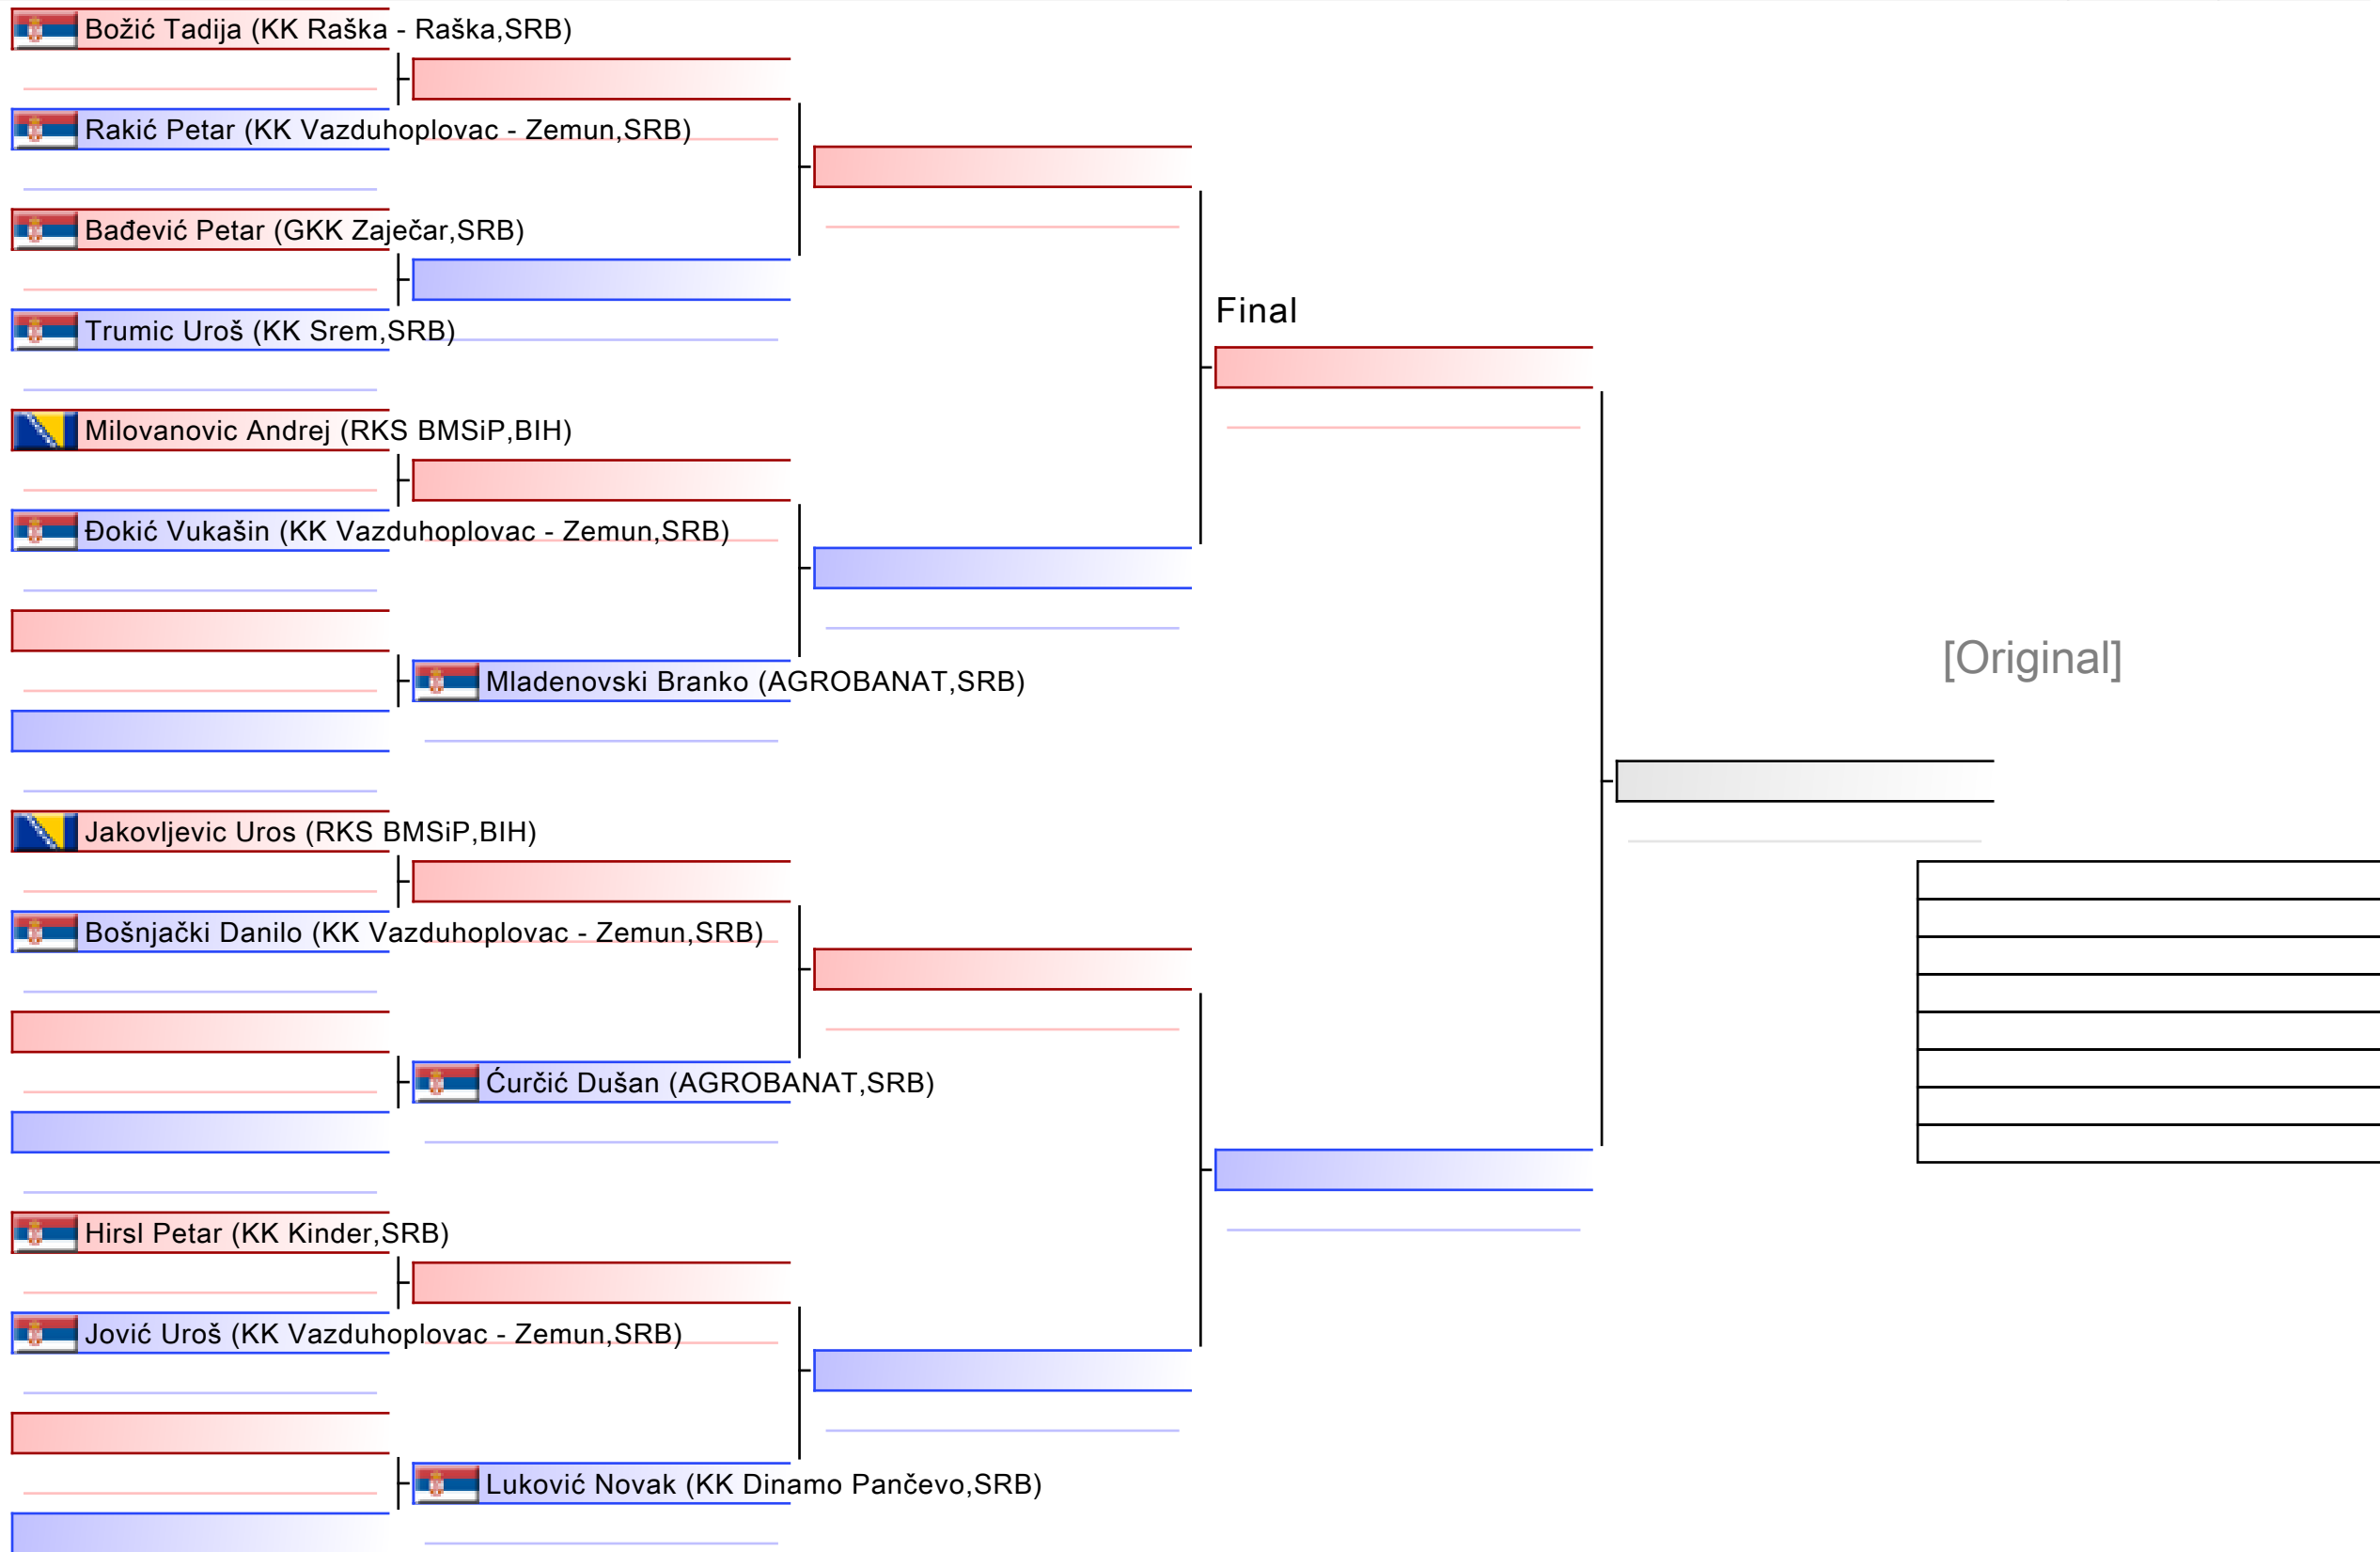 Božić Tadija (KK Raška - Raška,SRB)
Rakić Petar (KK Vazduhoplovac - Zemun,SRB)
Bađević Petar (GKK Zaječar,SRB)
Final
Trumic Uroš (KK Srem,SRB)
Milovanovic Andrej (RKS BMSiP,BIH)
Đokić Vukašin (KK Vazduhoplovac - Zemun,SRB)
[Original]
Mladenovski Branko (AGROBANAT,SRB)
Jakovljevic Uros (RKS BMSiP,BIH)
Bošnjački Danilo (KK Vazduhoplovac - Zemun,SRB)
Ćurčić Dušan (AGROBANAT,SRB)
Hirsl Petar (KK Kinder,SRB)
Jović Uroš (KK Vazduhoplovac - Zemun,SRB)
Luković Novak (KK Dinamo Pančevo,SRB)